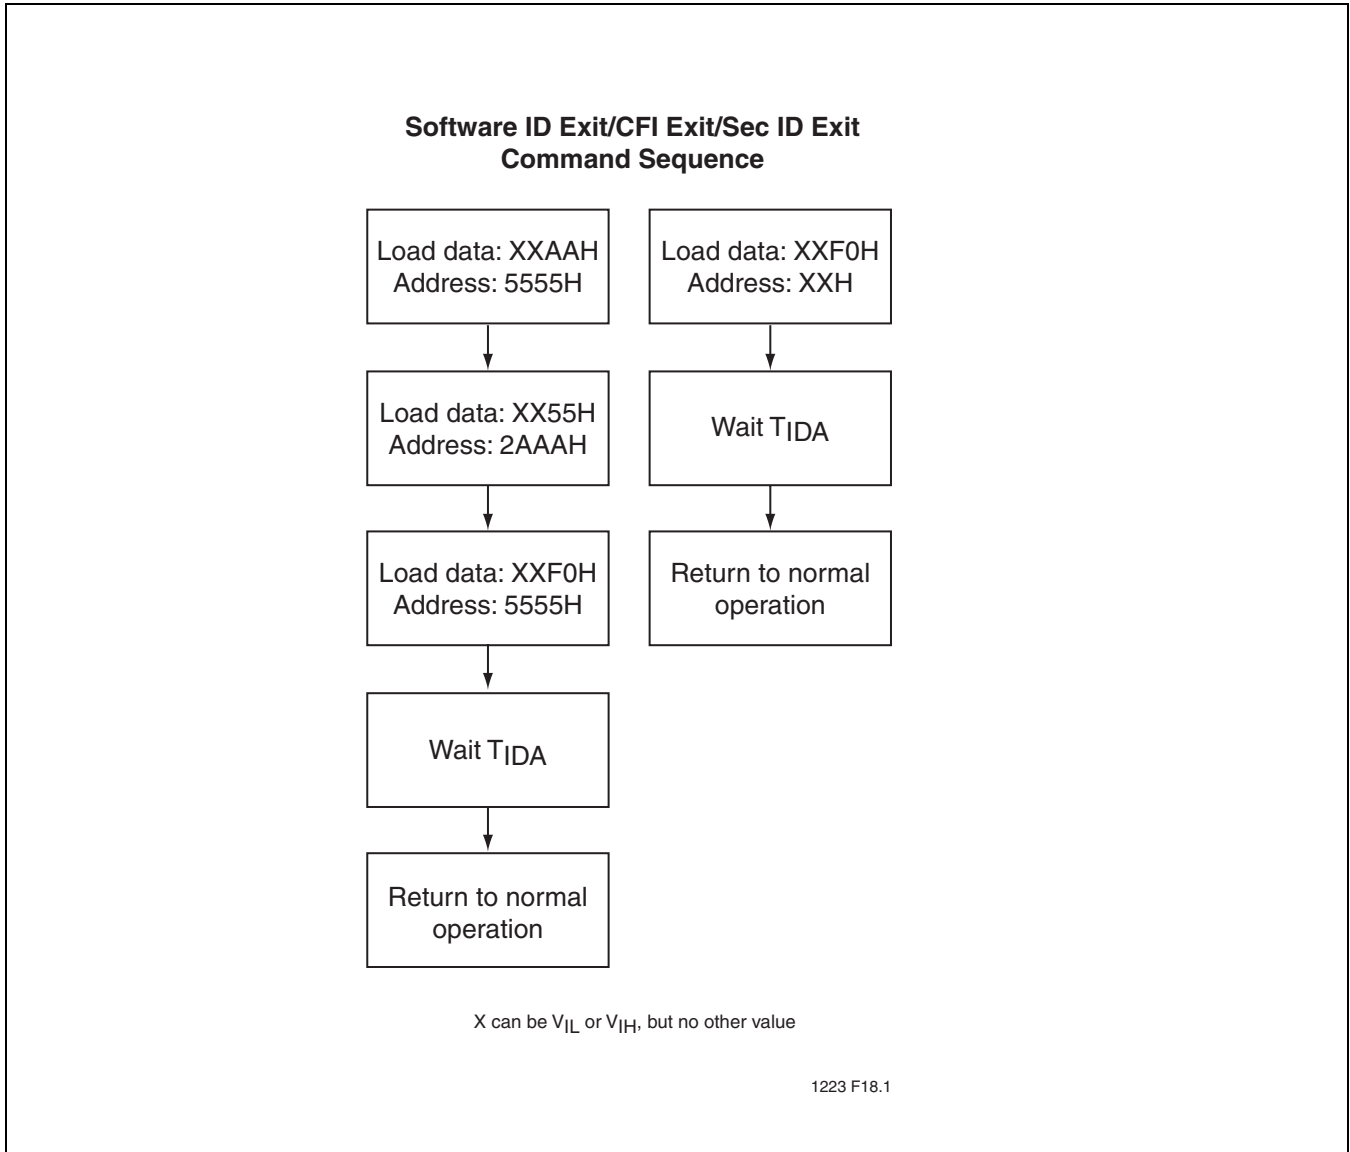 Software ID Exit/CFI Exit/Sec ID Exit
Command Sequence
Load data: XXAAH
Address: 5555H
Load data: XX55H
Address: 2AAAH
Load data: XXF0H
Address: 5555H
Wait TIDA
Return to normal
operation
Load data: XXF0H
Address: XXH
Wait TIDA
Return to normal
operation
X can be VIL or VIH, but no other value
1223 F18.1